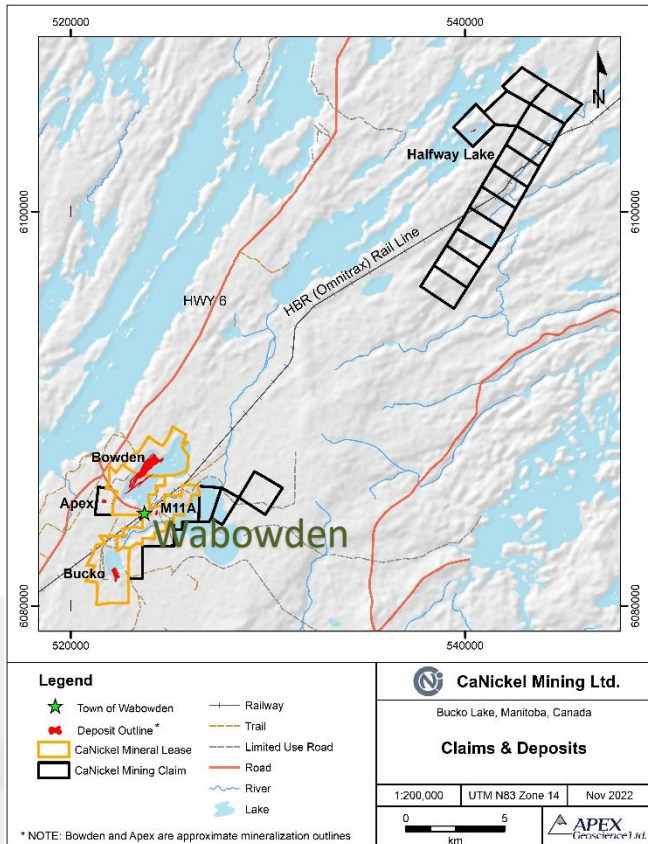 520000
540000
N
Halfway Lake
6100000
6100000
HBR (Omnitrax) Rail Line
HWY 6
Bowden
Apex
M11A
Wabowden
Bucko
6080000
6080000
520000
540000
Legend
Town of Wabowden
Deposit Outline *
CaNickel Mineral Lease
CaNickel Mining Claim
Railway
Trail
Limited Use Road
Road
River
Lake
* NOTE: Bowden and Apex are approximate mineralization outlines
CaNickel Mining Ltd.
Bucko Lake, Manitoba, Canada
Claims & Deposits
1:200,000
UTM N83 Zone 14
Nov 2022
0
5
km
APEX
Geoscience Ltd.